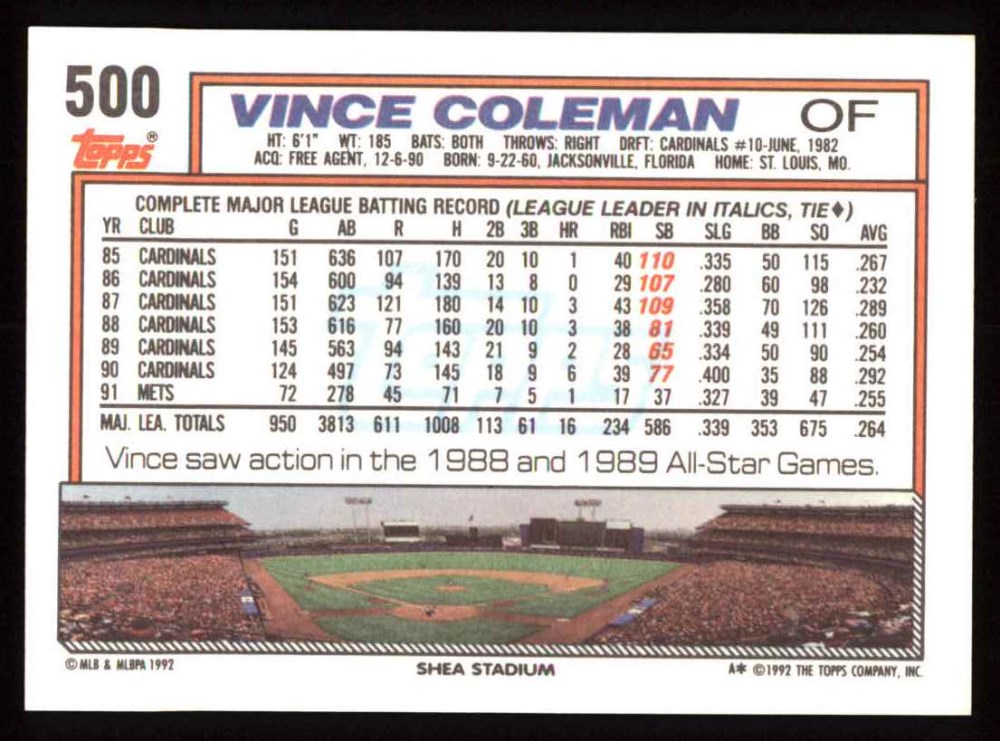 500
Topps®
VINCE COLEMAN OF
HT: 6'1" WT: 185 BATS: BOTH THROWS: RIGHT DRFT: CARDINALS #10-JUNE, 1982
ACQ: FREE AGENT, 12-6-90 BORN: 9-22-60, JACKSONVILLE, FLORIDA HOME: ST. LOUIS, MO.
COMPLETE MAJOR LEAGUE BATTING RECORD (LEAGUE LEADER IN ITALICS, TIE♦)
YR CLUB G AB R H 2B 3B HR RBI SB SLG BB SO AVG
85 CARDINALS 151 636 107 170 20 10 1 40 110 .335 50 115 .267
86 CARDINALS 154 600 94 139 13 8 0 29 107 .280 60 98 .232
87 CARDINALS 151 623 121 180 14 10 3 43 109 .358 70 126 .289
88 CARDINALS 153 616 77 160 20 10 3 38 81 .339 49 111 .260
89 CARDINALS 145 563 94 143 21 9 2 28 65 .334 50 90 .254
90 CARDINALS 124 497 73 145 18 9 6 39 77 .400 35 88 .292
91 METS 72 278 45 71 7 5 1 17 37 .327 39 47 .255
MAJ. LEA. TOTALS 950 3813 611 1008 113 61 16 234 586 .339 353 675 .264
Topps
Vince saw action in the 1988 and 1989 All-Star Games.
© MLB & MLBPA 1992
SHEA STADIUM
A* ©1992 THE TOPPS COMPANY, INC.